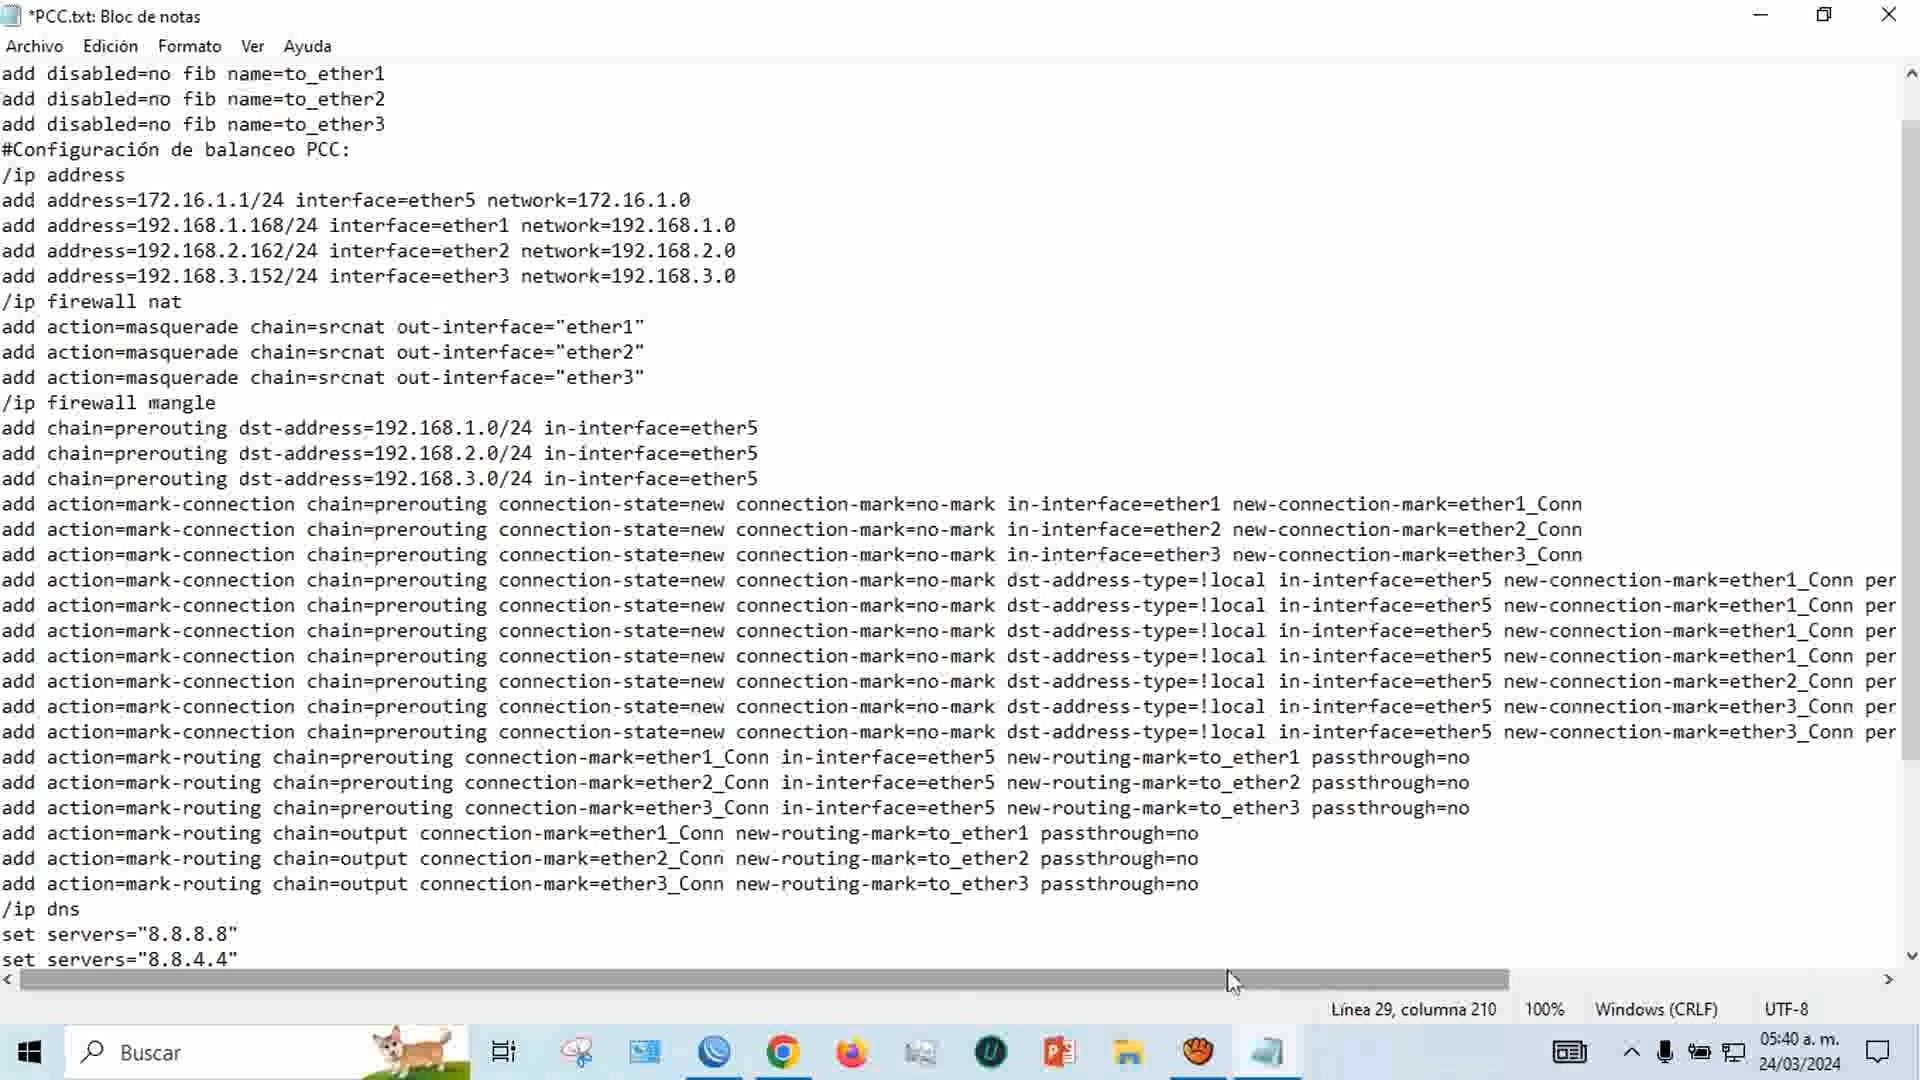 *PCC.txt: Bloc de notas
Archivo Edición Formato Ver Ayuda
add disabled=no fib name=to_ether1
add disabled=no fib name=to_ether2
add disabled=no fib name=to_ether3
#Configuración de balanceo PCC:
/ip address
add address=172.16.1.1/24 interface=ether5 network=172.16.1.0
add address=192.168.1.168/24 interface=ether1 network=192.168.1.0
add address=192.168.2.162/24 interface=ether2 network=192.168.2.0
add address=192.168.3.152/24 interface=ether3 network=192.168.3.0
/ip firewall nat
add action=masquerade chain=srcnat out-interface="ether1"
add action=masquerade chain=srcnat out-interface="ether2"
add action=masquerade chain=srcnat out-interface="ether3"
/ip firewall mangle
add chain=prerouting dst-address=192.168.1.0/24 in-interface=ether5
add chain=prerouting dst-address=192.168.2.0/24 in-interface=ether5
add chain=prerouting dst-address=192.168.3.0/24 in-interface=ether5
add action=mark-connection chain=prerouting connection-state=new connection-mark=no-mark in-interface=ether1 new-connection-mark=ether1_Conn
add action=mark-connection chain=prerouting connection-state=new connection-mark=no-mark in-interface=ether2 new-connection-mark=ether2_Conn
add action=mark-connection chain=prerouting connection-state=new connection-mark=no-mark in-interface=ether3 new-connection-mark=ether3_Conn
add action=mark-connection chain=prerouting connection-state=new connection-mark=no-mark dst-address-type=!local in-interface=ether5 new-connection-mark=ether1_Conn per
add action=mark-connection chain=prerouting connection-state=new connection-mark=no-mark dst-address-type=!local in-interface=ether5 new-connection-mark=ether1_Conn per
add action=mark-connection chain=prerouting connection-state=new connection-mark=no-mark dst-address-type=!local in-interface=ether5 new-connection-mark=ether1_Conn per
add action=mark-connection chain=prerouting connection-state=new connection-mark=no-mark dst-address-type=!local in-interface=ether5 new-connection-mark=ether1_Conn per
add action=mark-connection chain=prerouting connection-state=new connection-mark=no-mark dst-address-type=!local in-interface=ether5 new-connection-mark=ether2_Conn per
add action=mark-connection chain=prerouting connection-state=new connection-mark=no-mark dst-address-type=!local in-interface=ether5 new-connection-mark=ether3_Conn per
add action=mark-connection chain=prerouting connection-state=new connection-mark=no-mark dst-address-type=!local in-interface=ether5 new-connection-mark=ether3_Conn per
add action=mark-routing chain=prerouting connection-mark=ether1_Conn in-interface=ether5 new-routing-mark=to_ether1 passthrough=no
add action=mark-routing chain=prerouting connection-mark=ether2_Conn in-interface=ether5 new-routing-mark=to_ether2 passthrough=no
add action=mark-routing chain=prerouting connection-mark=ether3_Conn in-interface=ether5 new-routing-mark=to_ether3 passthrough=no
add action=mark-routing chain=output connection-mark=ether1_Conn new-routing-mark=to_ether1 passthrough=no
add action=mark-routing chain=output connection-mark=ether2_Conn new-routing-mark=to_ether2 passthrough=no
add action=mark-routing chain=output connection-mark=ether3_Conn new-routing-mark=to_ether3 passthrough=no
/ip dns
set servers="8.8.8.8"
set servers="8.8.4.4"
Línea 29, columna 210 100% Windows (CRLF) UTF-8
Buscar
05:40 a. m.
24/03/2024